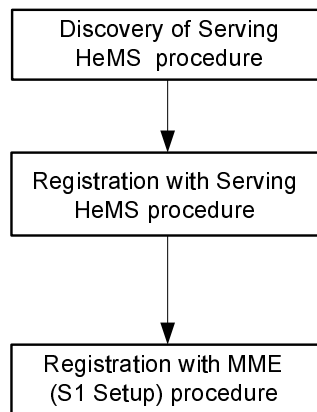 Discovery of Serving
HeMS procedure
Registration with Serving
HeMS procedure
Registration with MME
(S1 Setup) procedure